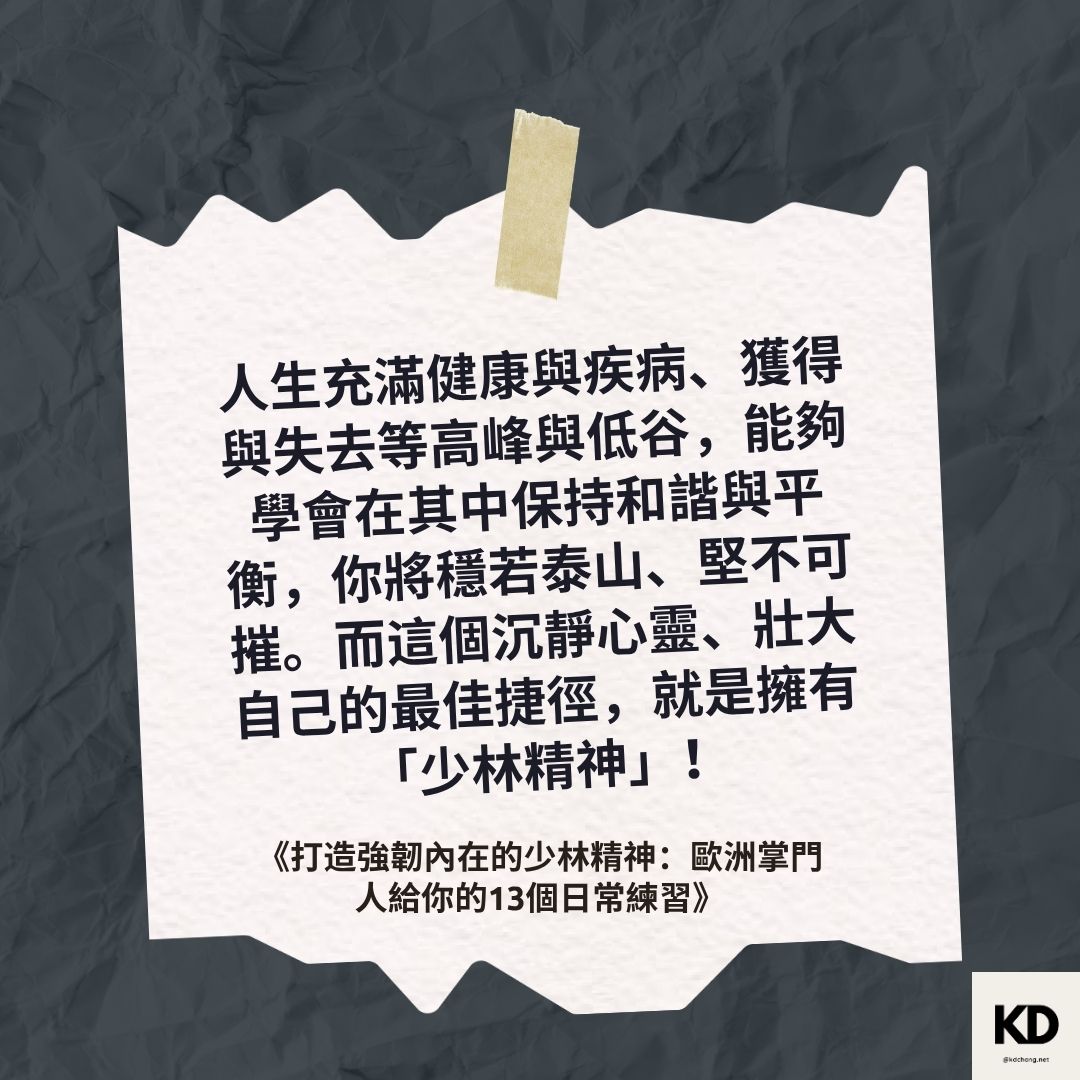 人生充滿健康與疾病、獲得
與失去等高峰與低谷，能夠
學會在其中保持和諧與平
衡，你將穩若泰山、堅不可
摧。而這個沉靜心靈、壯大
自己的最佳捷徑，就是擁有
「少林精神」！
《打造強韌內在的少林精神：歐洲掌門
人給你的13個日常練習》
KD
@kdchong.net